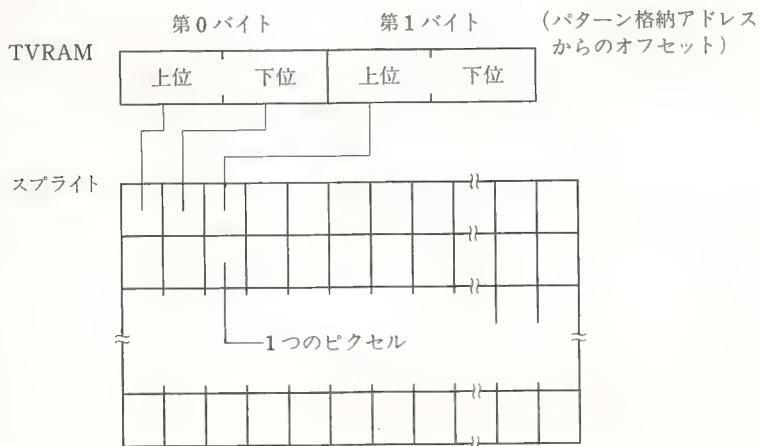 第0バイト 第1バイト (パターン格納アドレス
からのオフセット)
TVRAM
上位 下位 上位 下位
スプライト
1つのピクセル